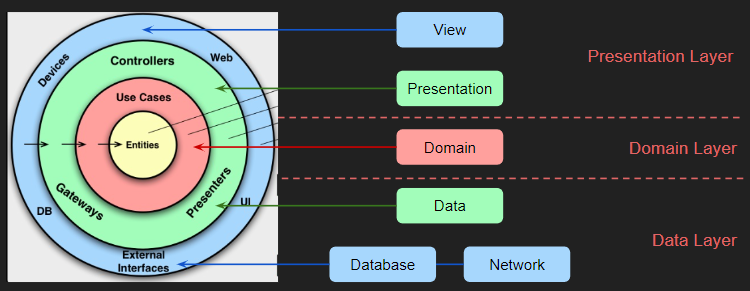 Devices
Web
Controllers
Use Cases
Entities
Gateways
Presenters
DB
UI
External
Interfaces
View
Presentation
Domain
Data
Database
Network
Presentation Layer
Domain Layer
Data Layer